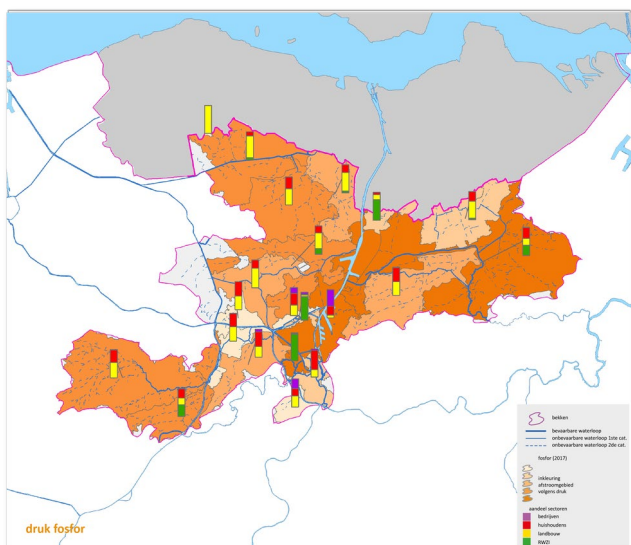 bekken
bevaarbare waterloop
onbevaarbare waterloop 1ste cat.
onbevaarbare waterloop 2de cat.
fosfor (2017)
inkleuring
afstroomgebied
volgens druk
aandeel sectoren
bedrijven
huishoudens
landbouw
RWZI
druk fosfor